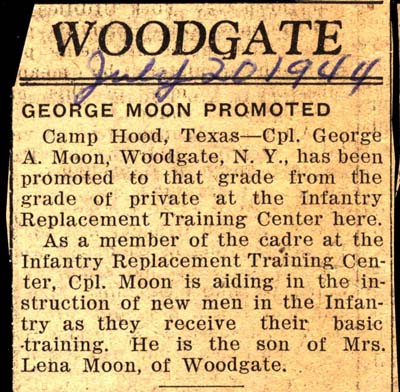 WOODGATE
July 20 1944
GEORGE MOON PROMOTED
Camp Hood, Texas—Cpl. George
A. Moon, Woodgate, N. Y., has been
promoted to that grade from the
grade of private at the Infantry
Replacement Training Center here.
As a member of the cadre at the
Infantry Replacement Training Cen-
ter, Cpl. Moon is aiding in the in-
struction of new men in the Infan-
try as they receive their basic
training. He is the son of Mrs.
Lena Moon, of Woodgate.